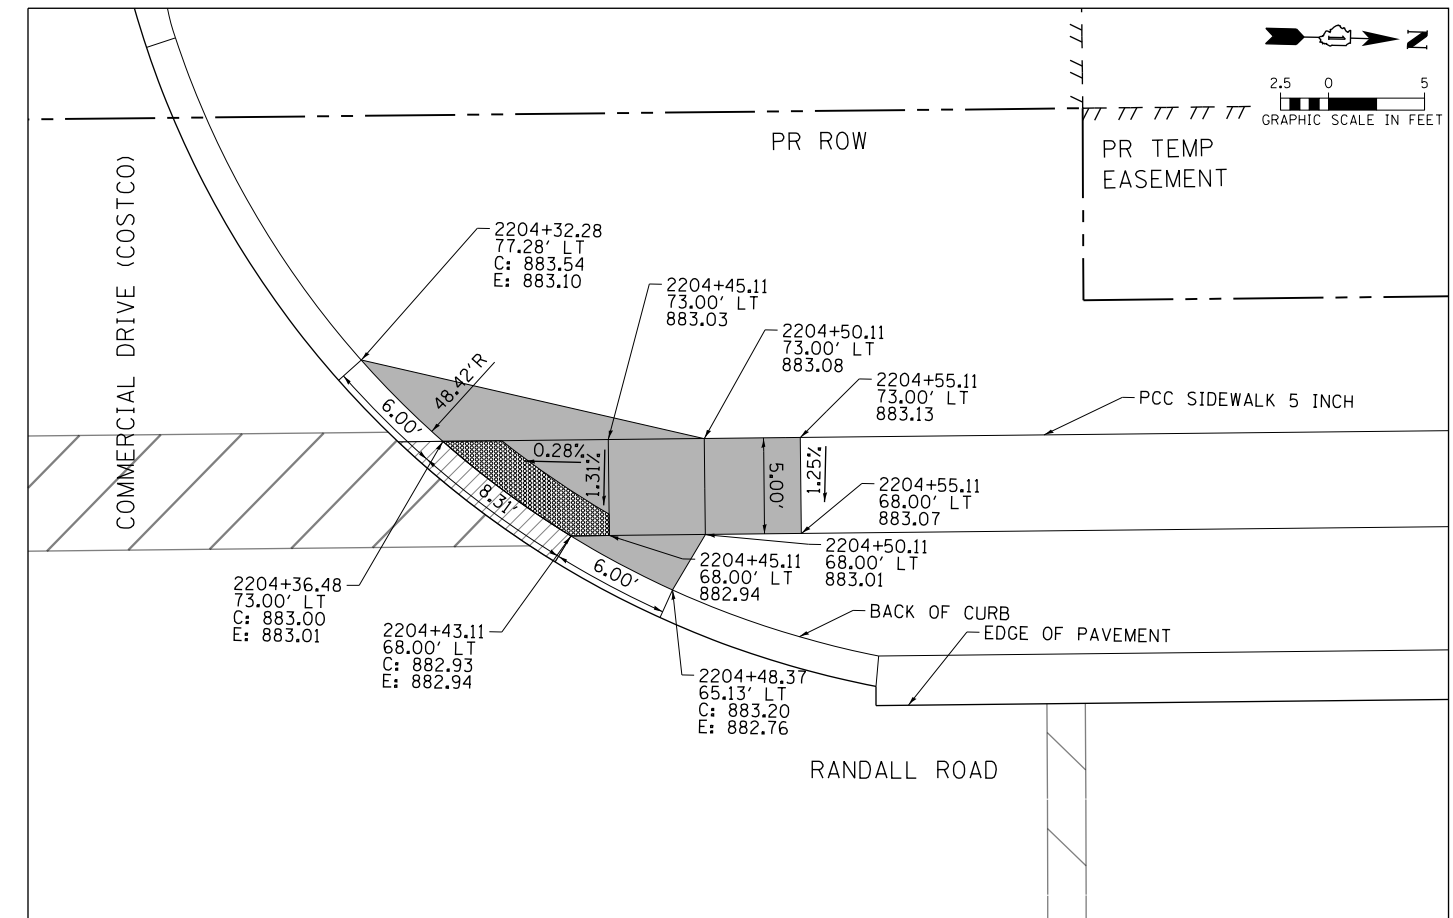 N
2.5 0 5
GRAPHIC SCALE IN FEET
PR ROW
PR TEMP
EASEMENT
COMMERCIAL DRIVE (COSTCO)
2204+32.28
77.28' LT
C: 883.54
E: 883.10
2204+45.11
73.00' LT
883.03
2204+50.11
73.00' LT
883.08
2204+55.11
73.00' LT
883.13
PCC SIDEWALK 5 INCH
48.42'R
6.00'
0.28%
1.31%
5.00'
1.25%
8.31'
2204+55.11
68.00' LT
883.07
2204+50.11
68.00' LT
883.01
2204+45.11
68.00' LT
882.94
6.00'
2204+36.48
73.00' LT
C: 883.00
E: 883.01
2204+43.11
68.00' LT
C: 882.93
E: 882.94
BACK OF CURB
EDGE OF PAVEMENT
2204+48.37
65.13' LT
C: 883.20
E: 882.76
RANDALL ROAD